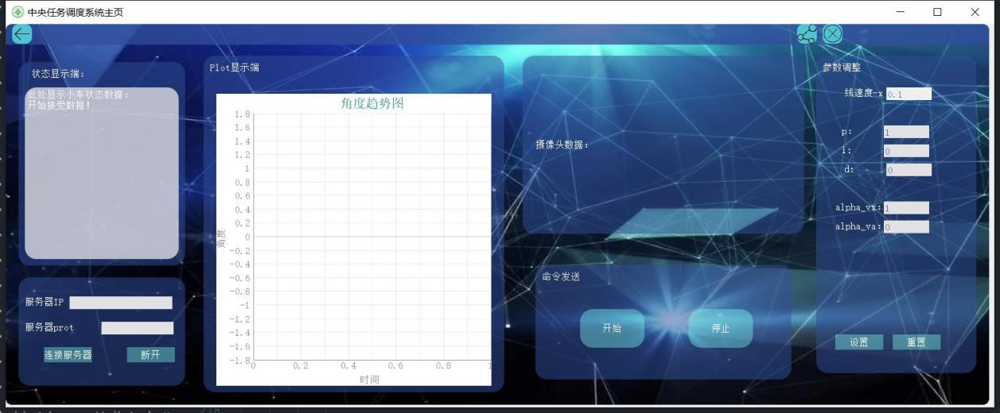 中央任务调度系统主页
状态显示端：
此处显示小车状态数据：
开始接受数据！
服务器IP
服务器prot
连接服务器 断开
Plot显示端
角度趋势图
1.8
1.6
1.4
1.2
1
0.8
0.6
0.4
0.2
0
-0.2
-0.4
-0.6
-0.8
-1
-1.2
-1.4
-1.6
-1.8
角度
0 0.2 0.4 0.6 0.8 1
时间
摄像头数据：
命令发送
开始 停止
参数调整
线速度-x 0.1
p: 1
i: 0
d: 0
alpha_vx: 1
alpha_va: 0
设置 重置